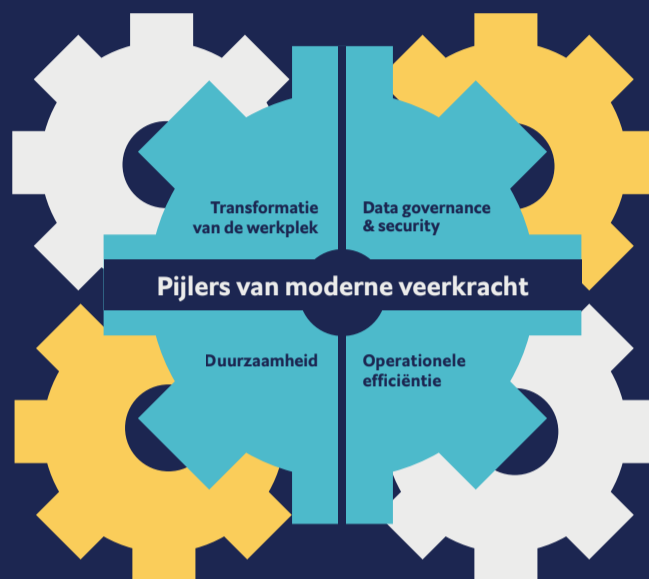 Transformatie
van de werkplek
Data governance
& security
Pijlers van moderne veerkracht
Duurzaamheid
Operationele
efficiëntie